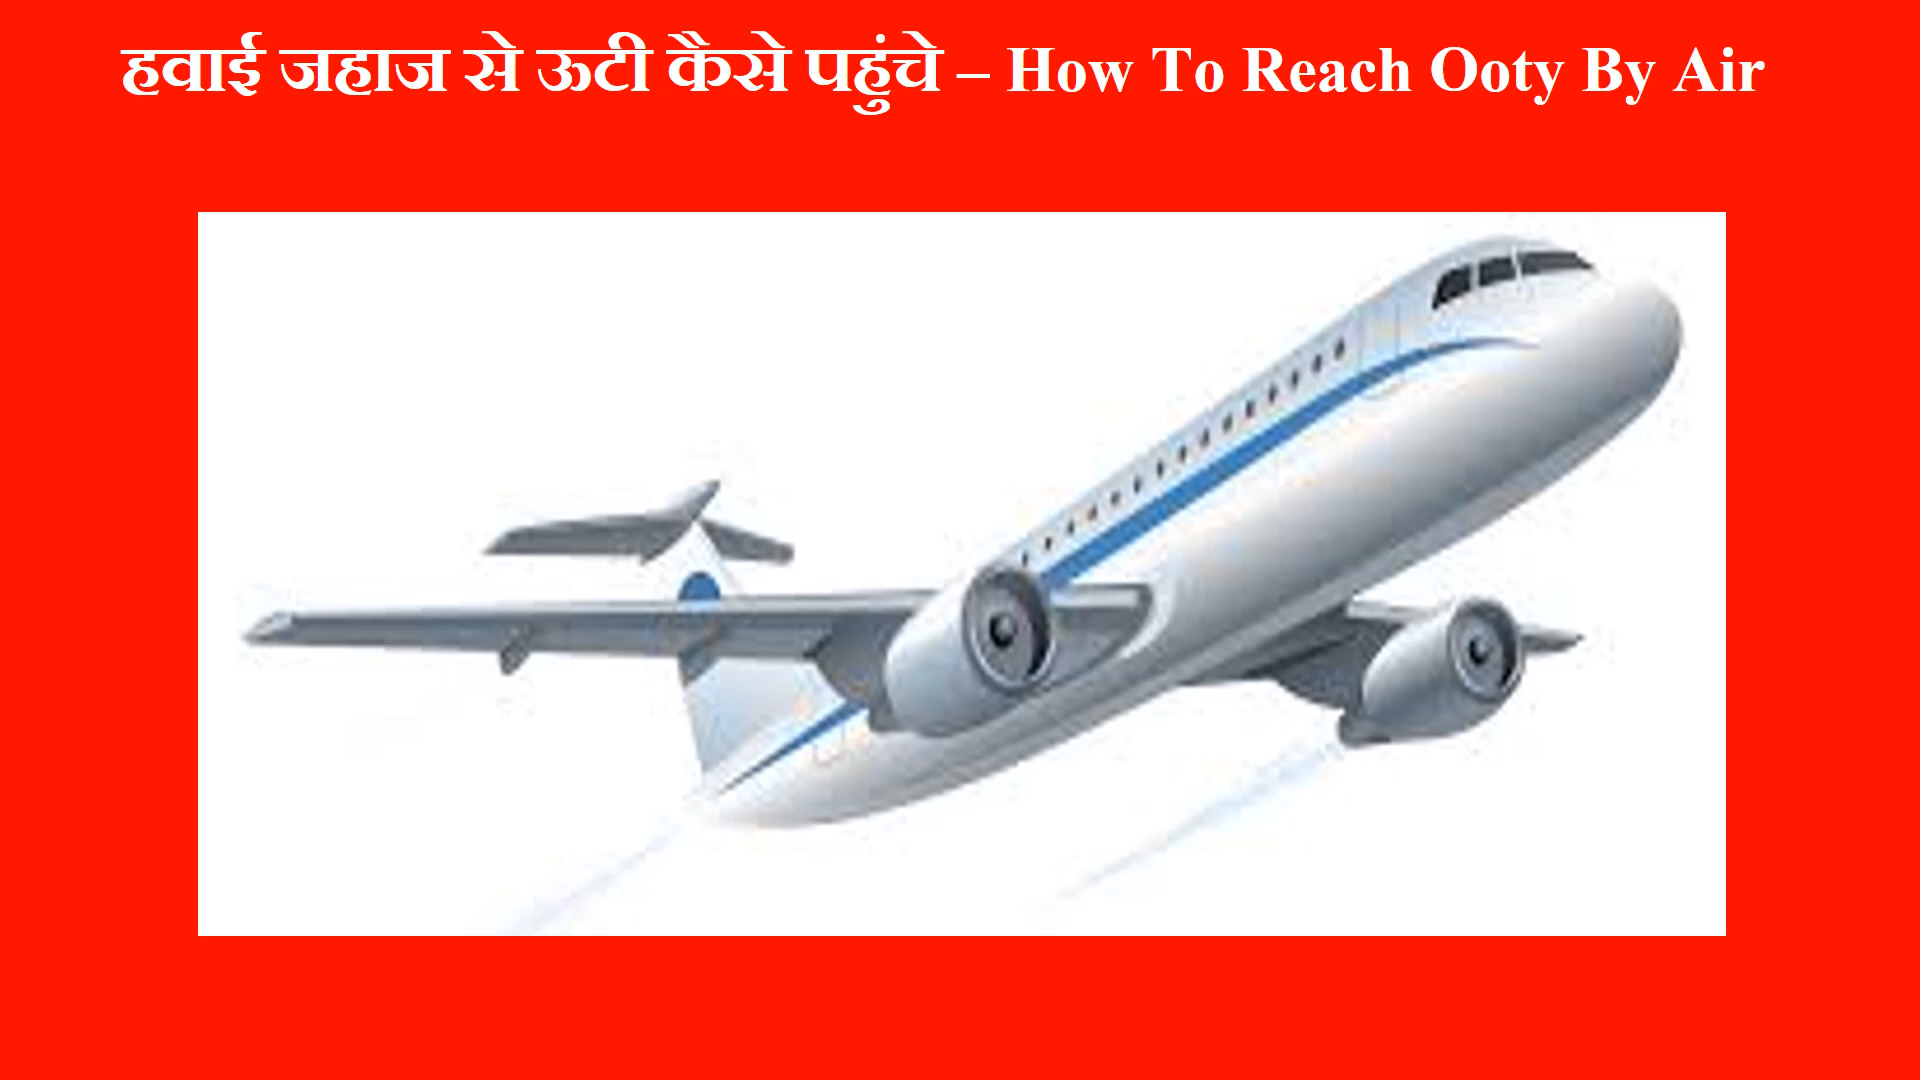 हवाई जहाज से ऊटी कैसे पहुंचे – How To Reach Ooty By Air